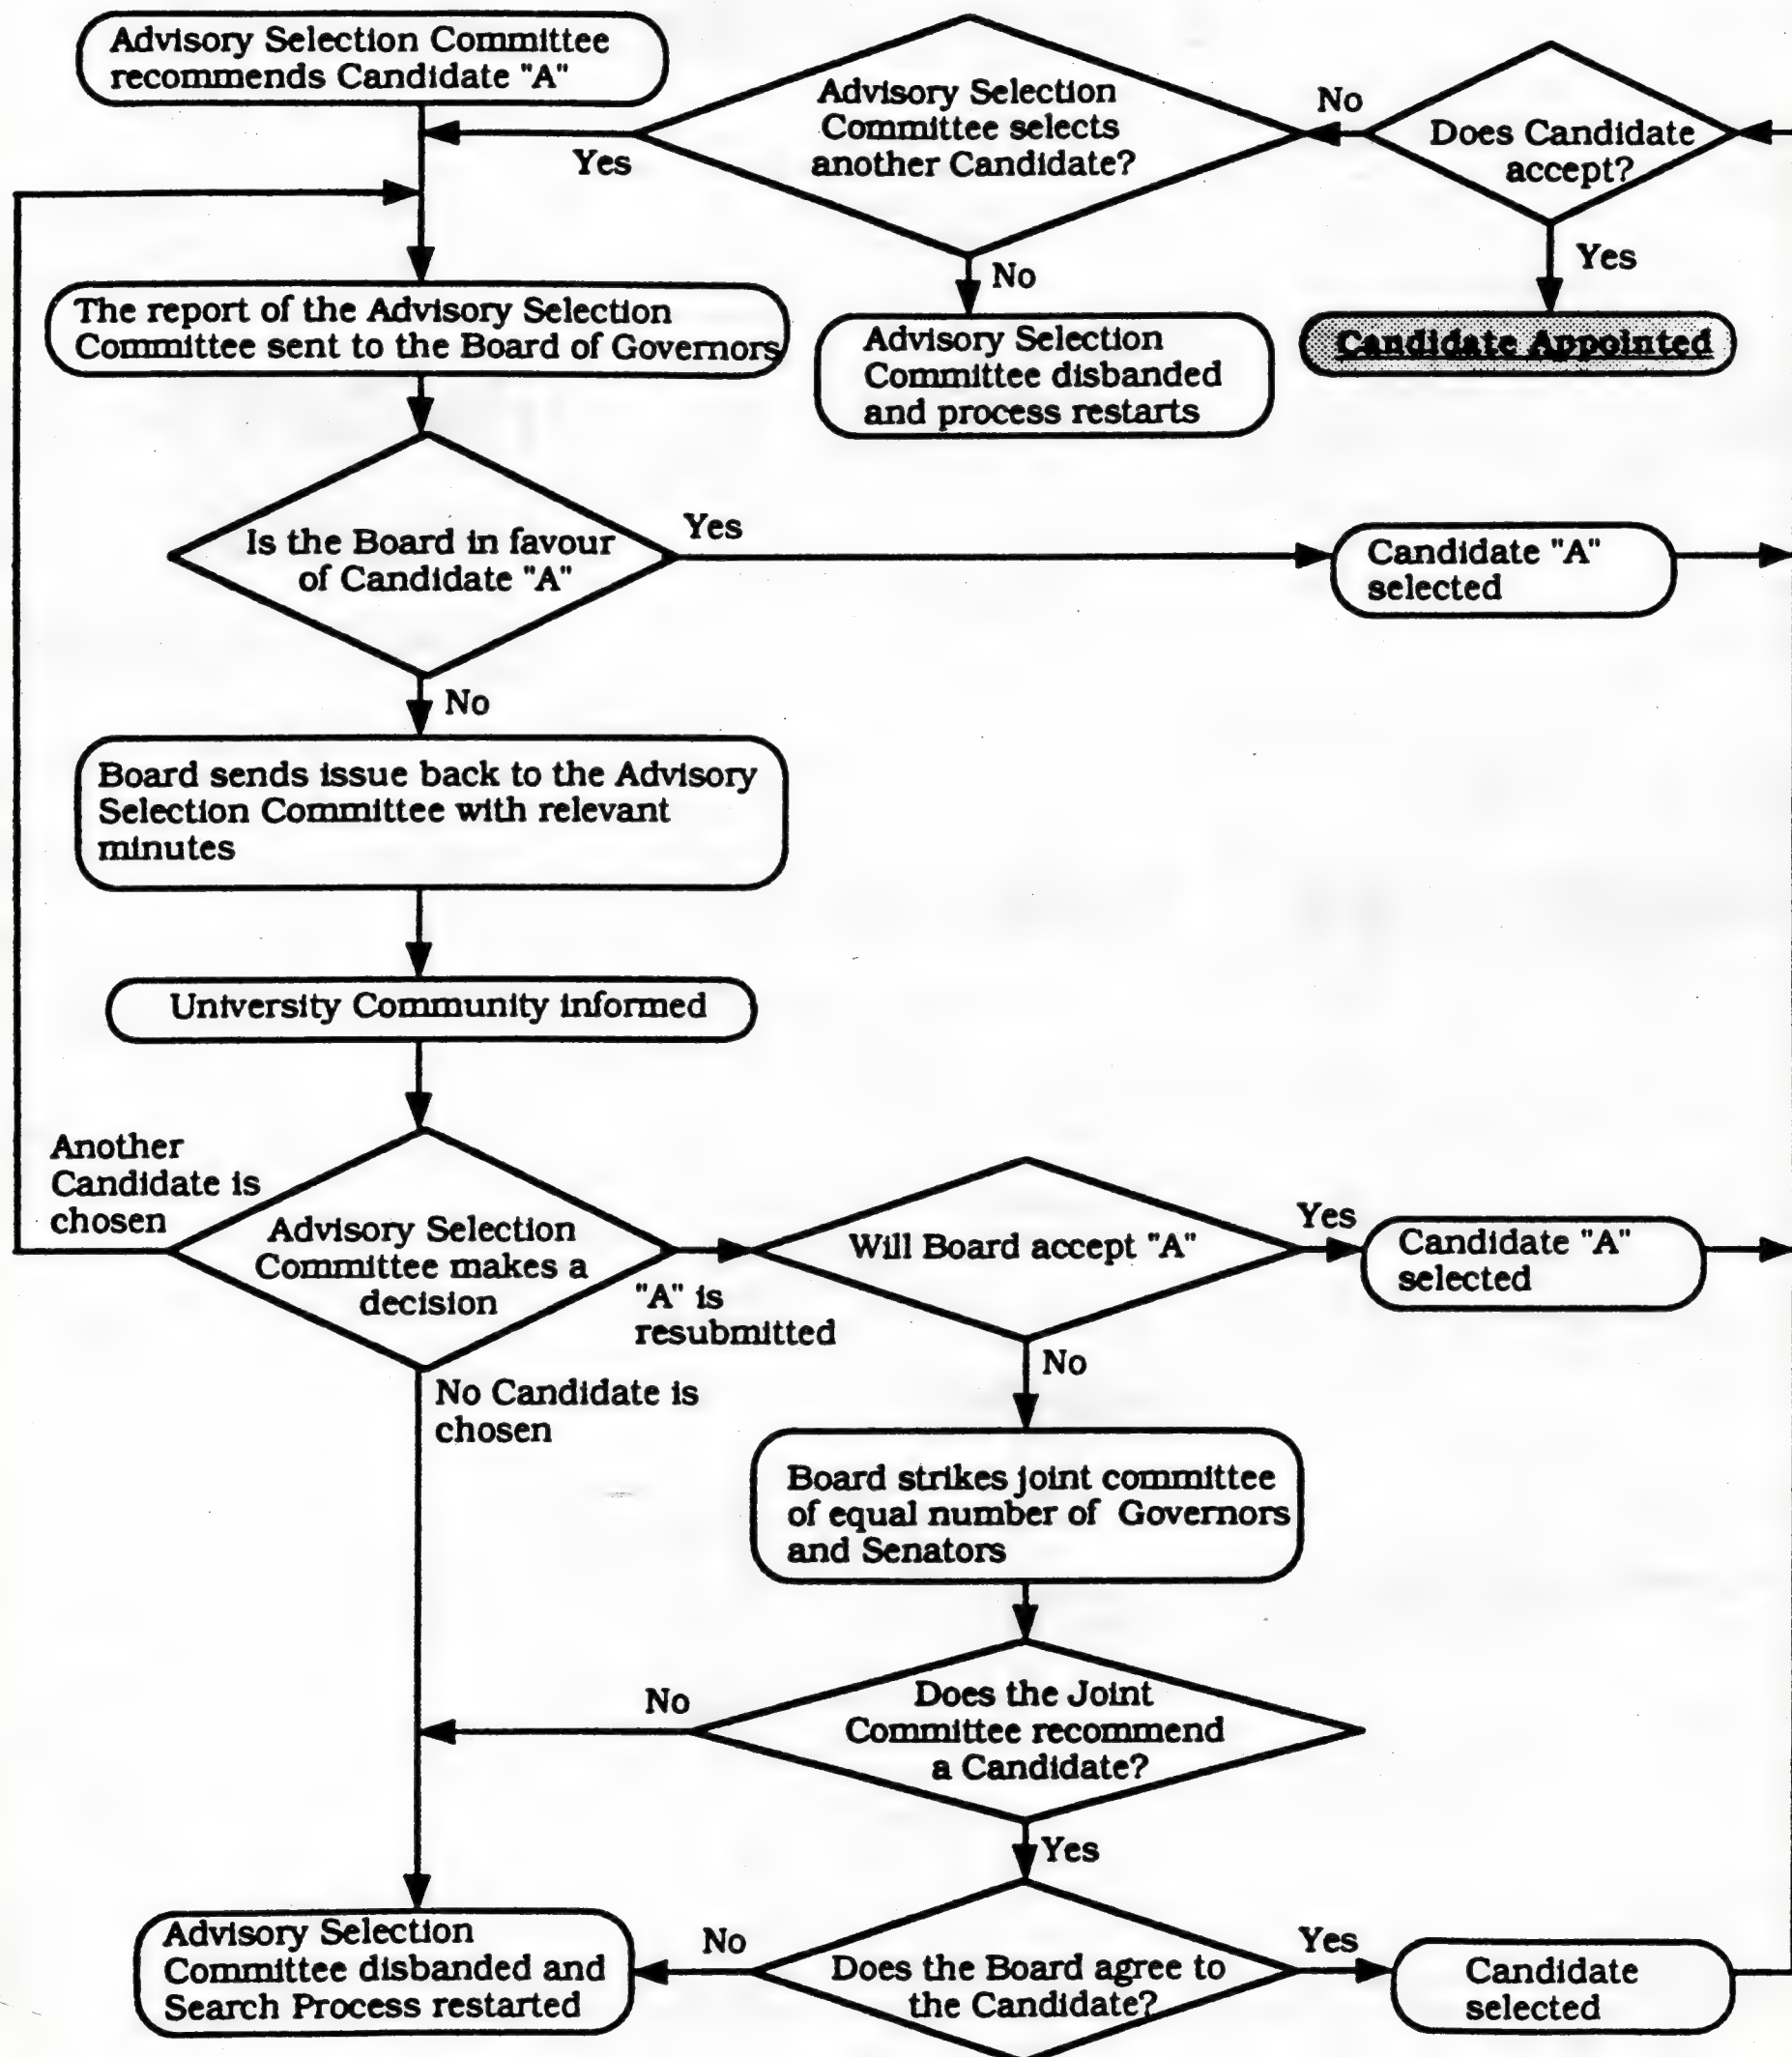 Advisory Selection Committee
recommends Candidate "A"
Advisory Selection
Committee selects
another Candidate?
Yes
No
Does Candidate
accept?
No
Yes
The report of the Advisory Selection
Committee sent to the Board of Governors
Advisory Selection
Committee disbanded
and process restarts
Candidate Appointed
Is the Board in favour
of Candidate "A"
Yes
Candidate "A"
selected
No
Board sends issue back to the Advisory
Selection Committee with relevant
minutes
University Community informed
Another
Candidate is
chosen
Advisory Selection
Committee makes a
decision
"A" is
resubmitted
Will Board accept "A"
Yes
Candidate "A"
selected
No
No Candidate is
chosen
Board strikes joint committee
of equal number of Governors
and Senators
Does the Joint
Committee recommend
a Candidate?
No
Yes
Advisory Selection
Committee disbanded and
Search Process restarted
No
Does the Board agree to
the Candidate?
Yes
Candidate
selected